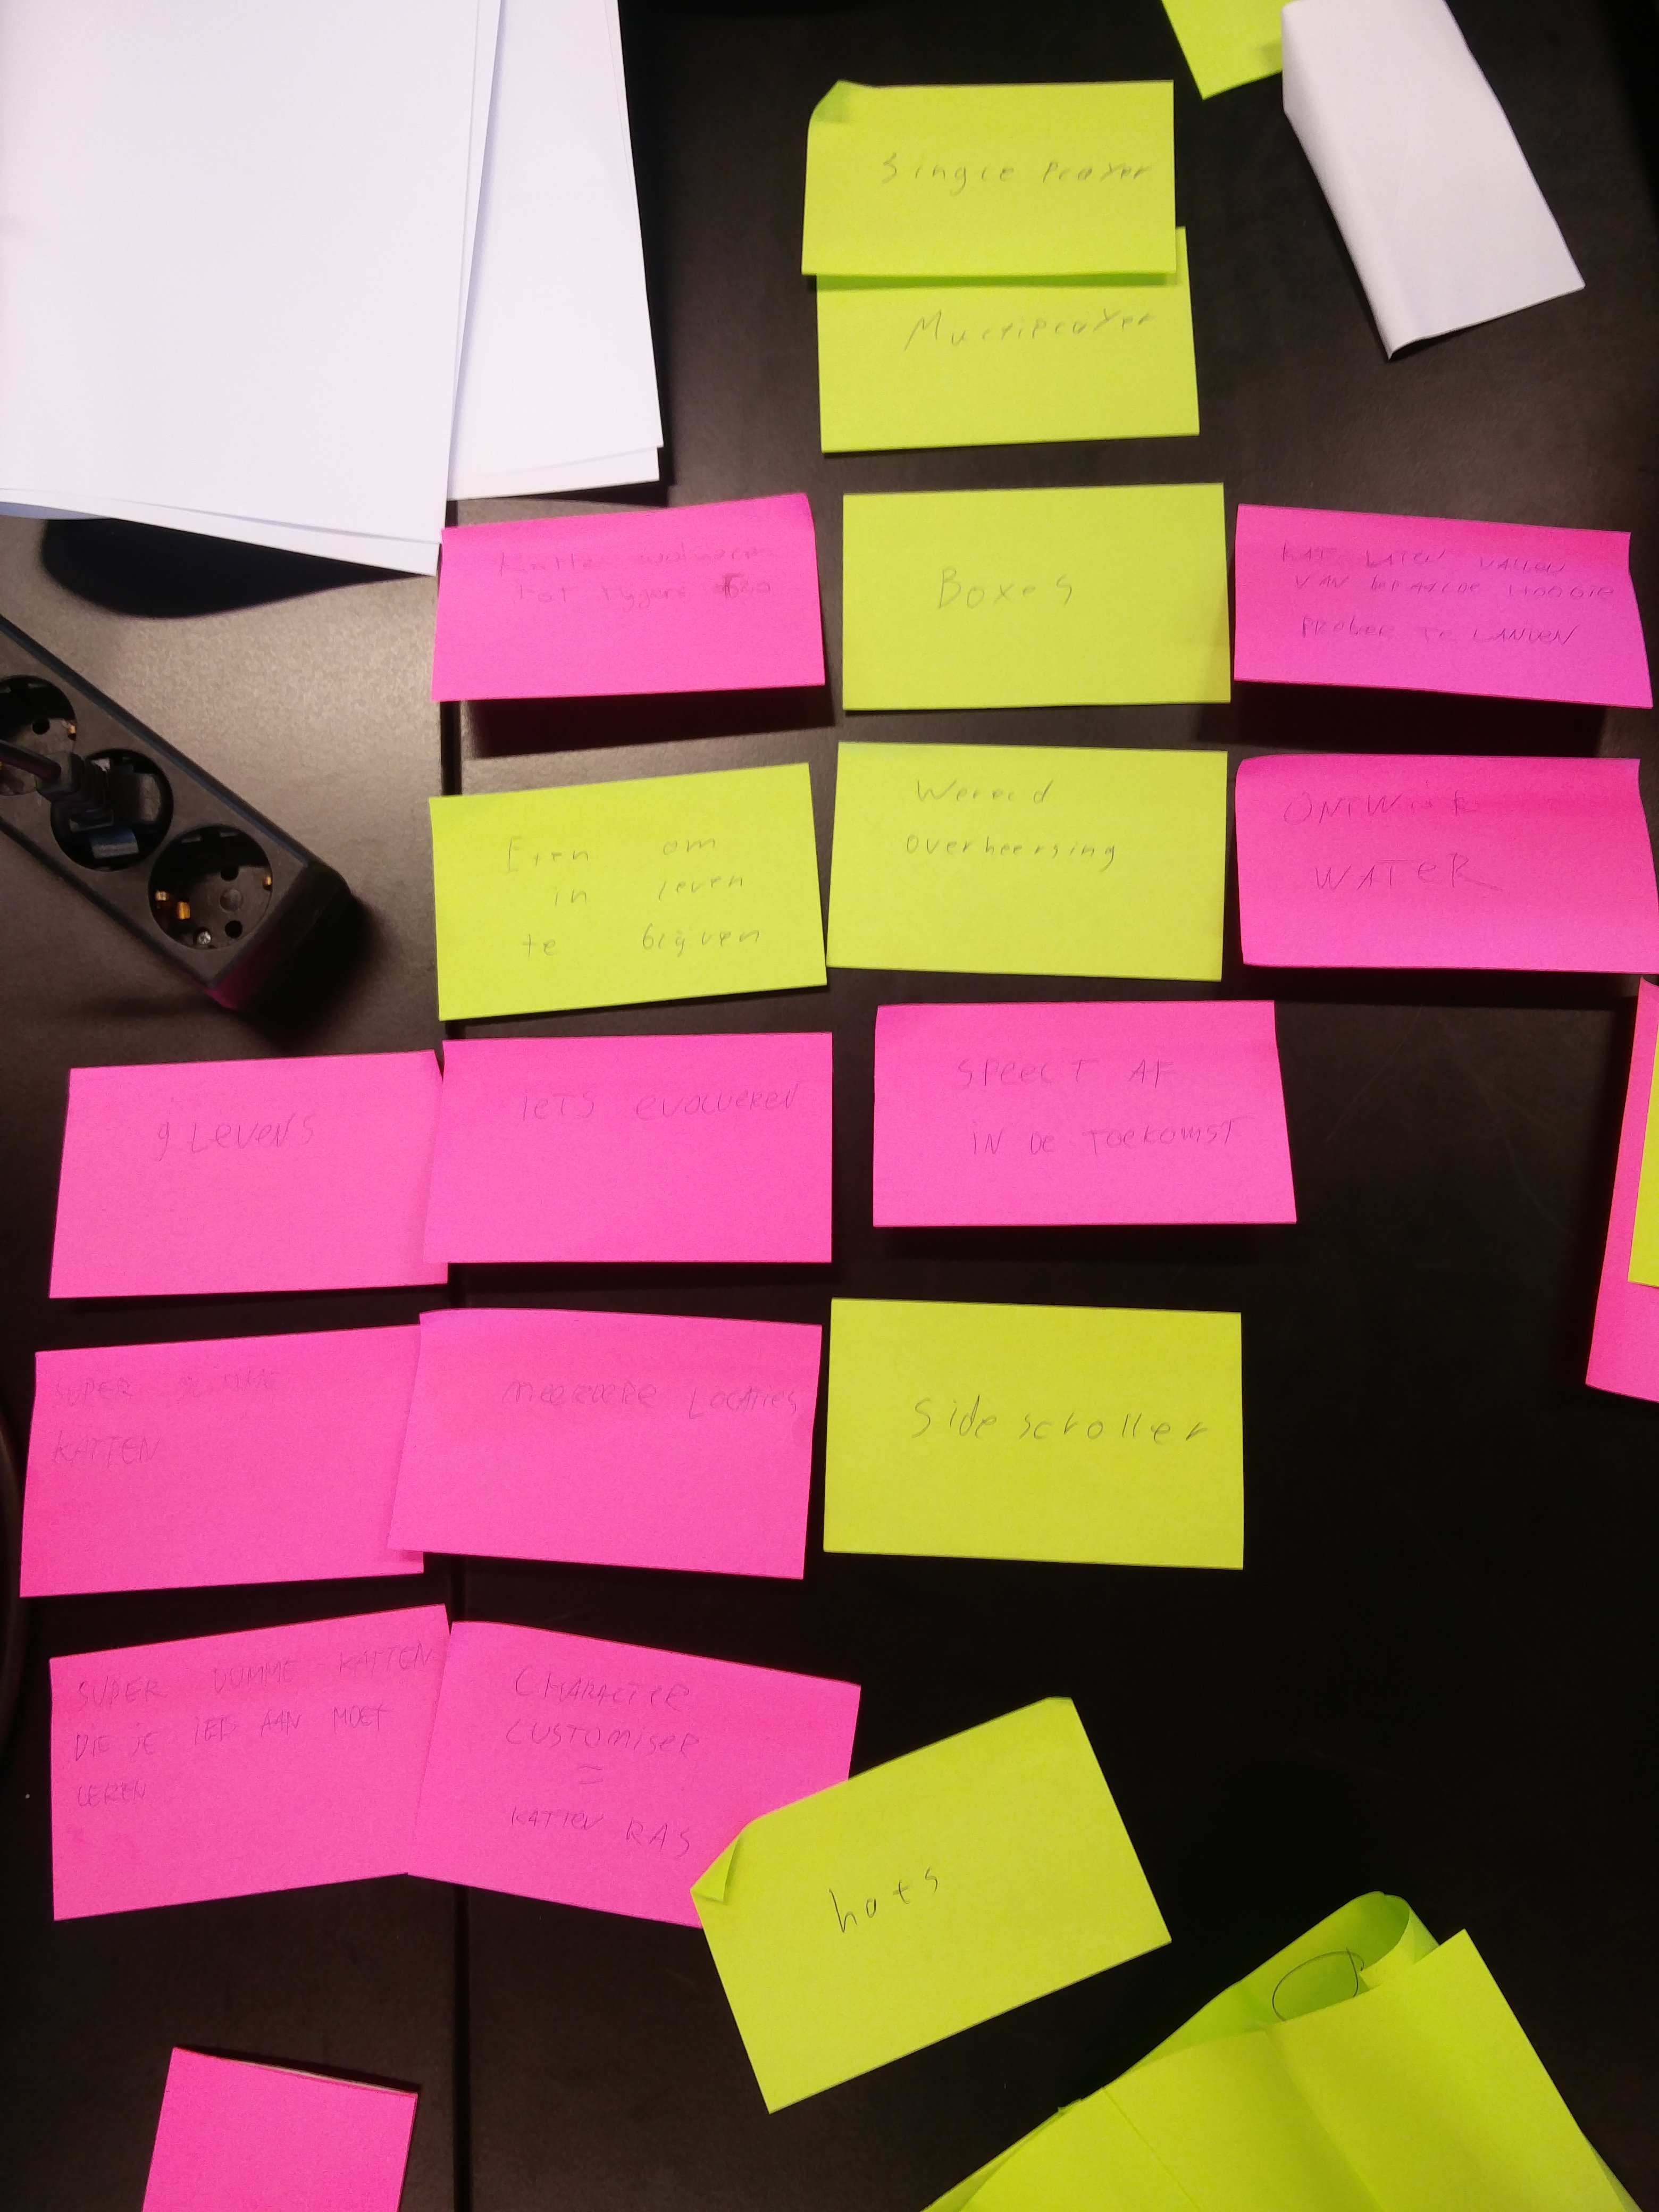 Single Player
Multiplayer
Katten evolueren
tot tijgers
Boxes
KAT LATEN VALLEN
VAN BEPAALDE HOOGTE
PROBEER TE LANDEN
Eten om
in leven
te blijven
Wereld
overheersing
ONTWIJK
WATER
9 LEVENS
IETS EVOLUEREN
SPEELT AF
IN DE TOEKOMST
SUPER
KATTEN
MEERDERE LOCATIES
Side scroller
SUPER DOMME KATTEN
DIE JE IETS AAN MOET
LEREN
CHARACTER
CUSTOMISER
=
KATTEN RAS
hats